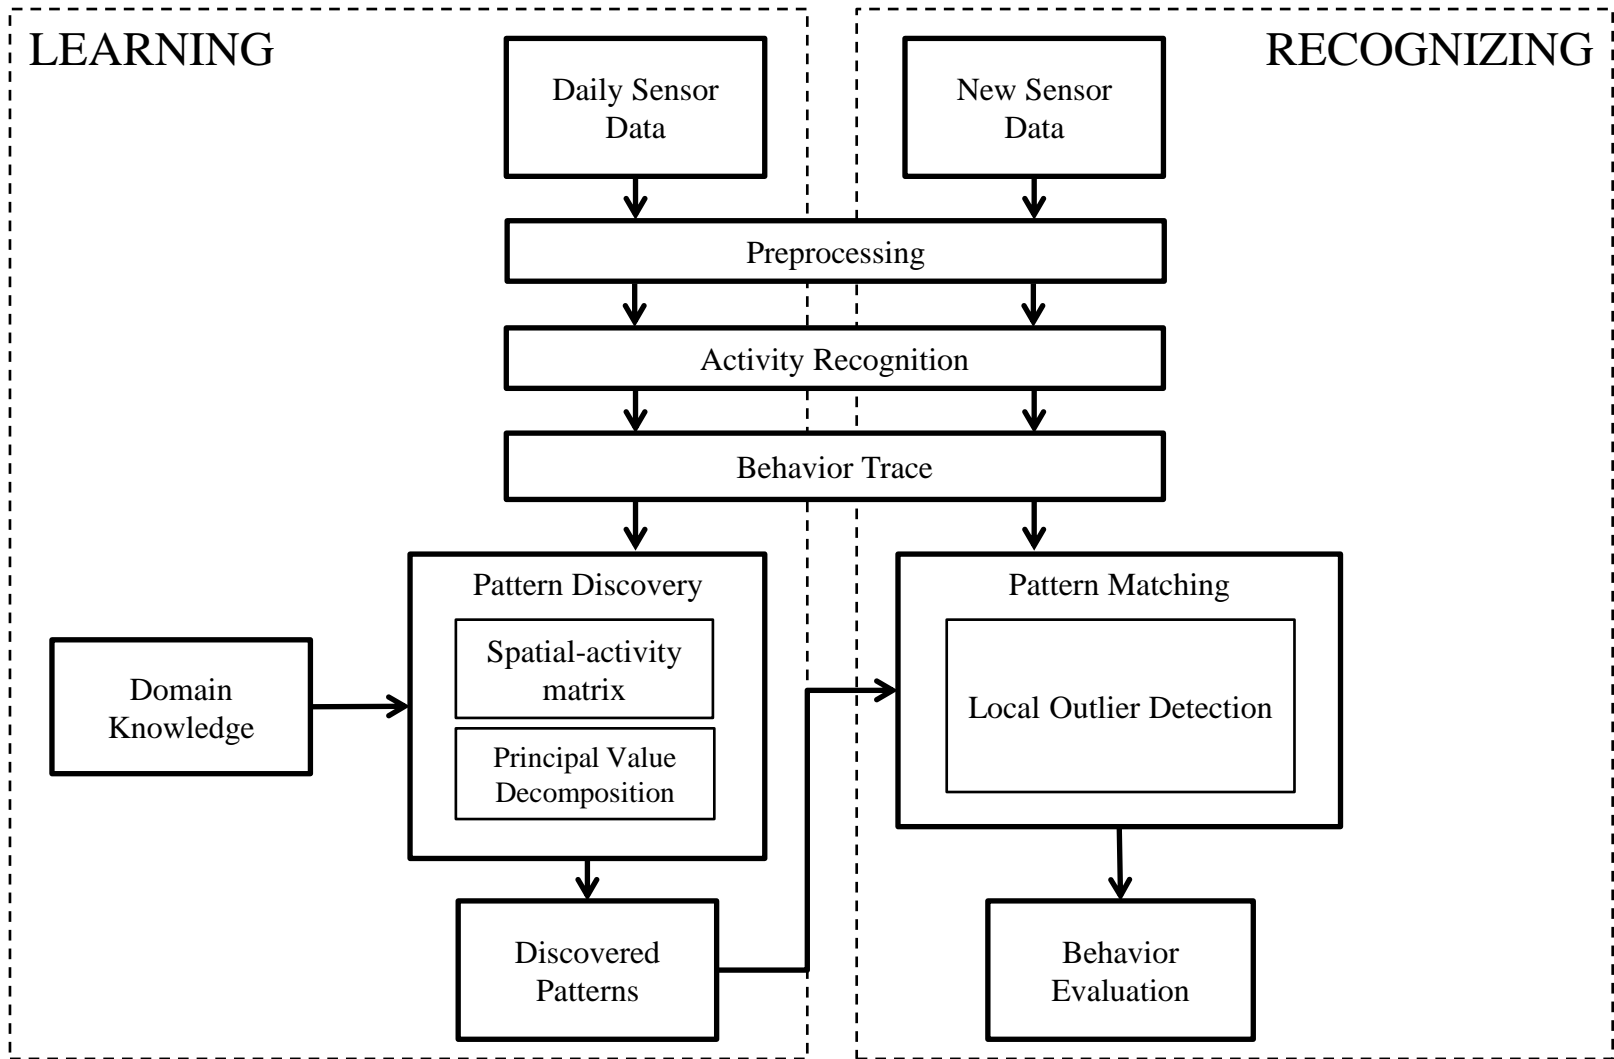 LEARNING
RECOGNIZING
Daily Sensor
Data
New Sensor
Data
Preprocessing
Activity Recognition
Behavior Trace
Pattern Discovery
Spatial-activity
matrix
Principal Value
Decomposition
Domain
Knowledge
Pattern Matching
Local Outlier Detection
Discovered
Patterns
Behavior
Evaluation